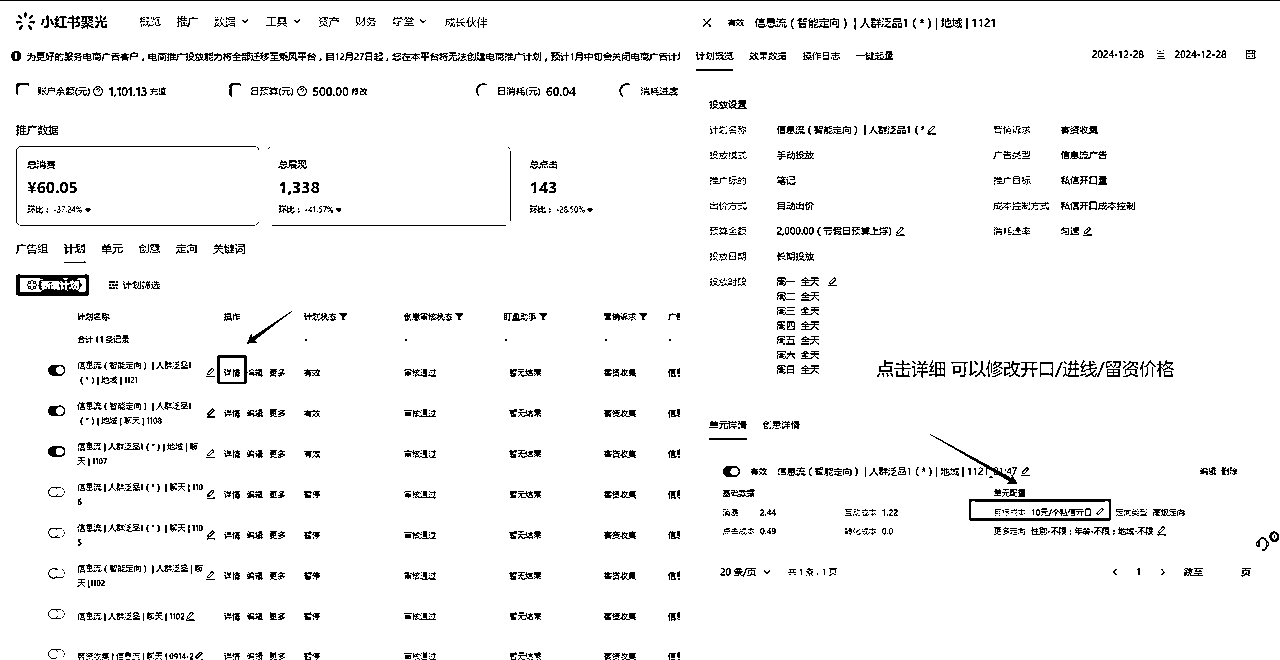 小红书聚光 概览 推广 数据 工具 资产 财务 学堂 成长伙伴
为更好的服务电商广告客户，电商推广投放能力将全部迁移至乘风平台，自12月27日起，您在本平台将无法创建电商推广计划，预计1月中旬会关闭电商广告计
账户余额(元) 1,101.13 充值 日预算(元) 500.00 修改 日消耗(元) 60.04 消耗进度
推广数据
总消费 总展现 总点击
¥60.05 1,338 143
环比： -37.24% 环比： -41.57% 环比： -28.50%
广告组 计划 单元 创意 定向 关键词
新建计划 计划筛选
计划名称 操作 计划状态 创意审核状态 盯盘助手 营销诉求 广
合计 11 条记录 - - - -
信息流（智能定向）| 人群泛品1（*）| 地域 | 1121 详情 编辑 更多 有效 审核通过 暂无结果 客资收集 信息
信息流（智能定向）| 人群泛品1（*）| 地域 | 聊天 | 1108 详情 编辑 更多 有效 审核通过 暂无结果 客资收集 信息
信息流 | 人群泛品1（*）| 地域 | 聊天 | 1107 详情 编辑 更多 有效 审核通过 暂无结果 客资收集 信息
信息流 | 人群泛品1（*）| 聊天 | 1105 详情 编辑 更多 暂停 审核通过 暂无结果 客资收集 信息
信息流 | 人群泛品1（*）| 聊天 | 1105 详情 编辑 更多 暂停 审核通过 暂无结果 客资收集 信息
信息流（智能定向）| 人群泛品 | 聊天 | 1102 详情 编辑 更多 暂停 审核通过 暂无结果 客资收集 信息
信息流 | 人群泛品 | 聊天 | 1102 详情 编辑 更多 暂停 审核通过 暂无结果 客资收集 信息
客资收集 | 信息流 | 聊天 | 0914-2 详情 编辑 更多 暂停 审核通过 暂无结果 客资收集 信息
有效 信息流（智能定向）| 人群泛品1（*）| 地域 | 1121
计划概览 效果数据 操作日志 一键起量 2024-12-28 至 2024-12-28
投放设置
计划名称 信息流（智能定向）| 人群泛品1（* 营销诉求 客资收集
投放模式 手动投放 广告类型 信息流广告
推广标的 笔记 推广目标 私信开口量
出价方式 自动出价 成本控制方式 私信开口成本控制
预算金额 2,000.00（节假日预算上浮） 消耗速率 匀速
投放日期 长期投放
投放时段 周一 全天
周二 全天
周三 全天
周四 全天
周五 全天
周六 全天
周日 全天
点击详细 可以修改开口/进线/留资价格
单元详情 创意详情
有效 信息流（智能定向）| 人群泛品1（*）| 地域 | 1121_01:47 编辑 删除
基础数据 单元配置
消费 2.44 互动成本 1.22 目标成本 10元/个私信开口 定向类型 高级定向
点击成本 0.49 转化成本 0.0 更多定向 性别-不限；年龄-不限；地域-不限
20 条/页 共 1 条，1 页 1 跳至 页